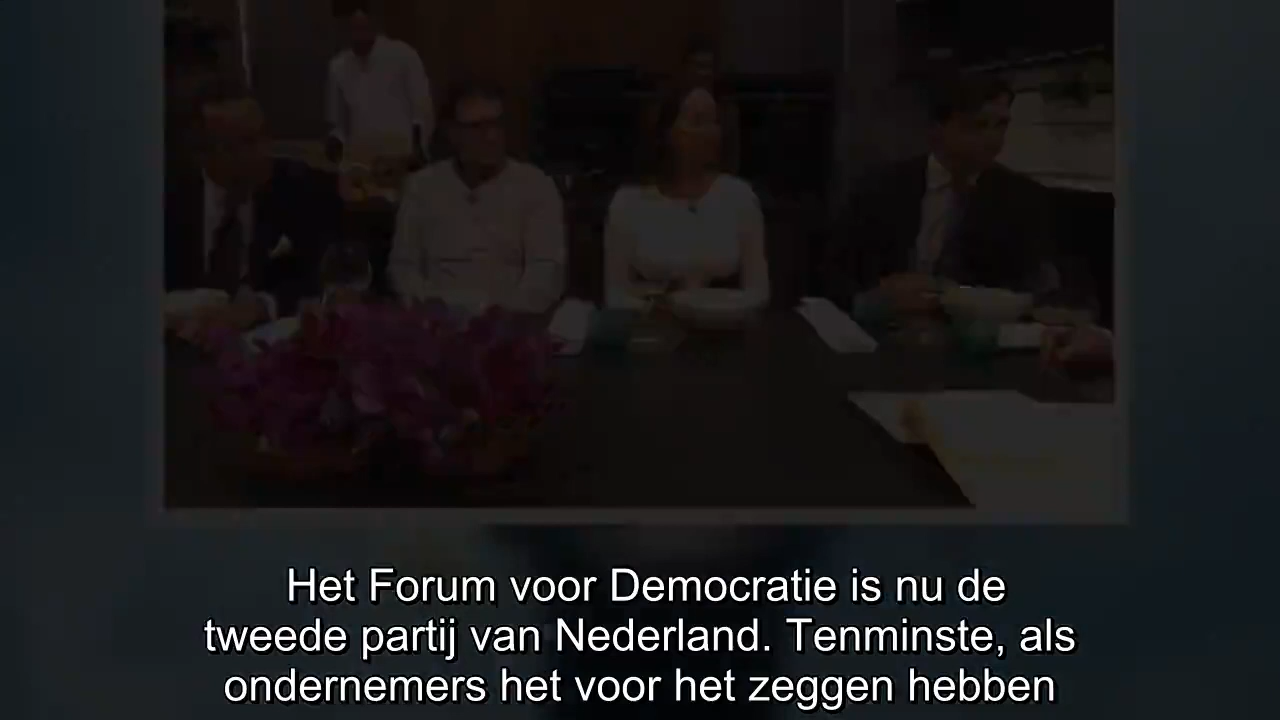 Het Forum voor Democratie is nu de
tweede partij van Nederland. Tenminste, als
ondernemers het voor het zeggen hebben